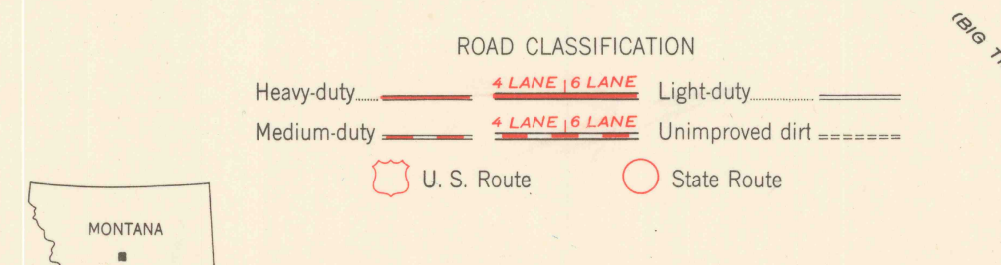 ROAD CLASSIFICATION
Heavy-duty 4 LANE 6 LANE Light-duty
Medium-duty 4 LANE 6 LANE Unimproved dirt
U. S. Route State Route
MONTANA
(BIG